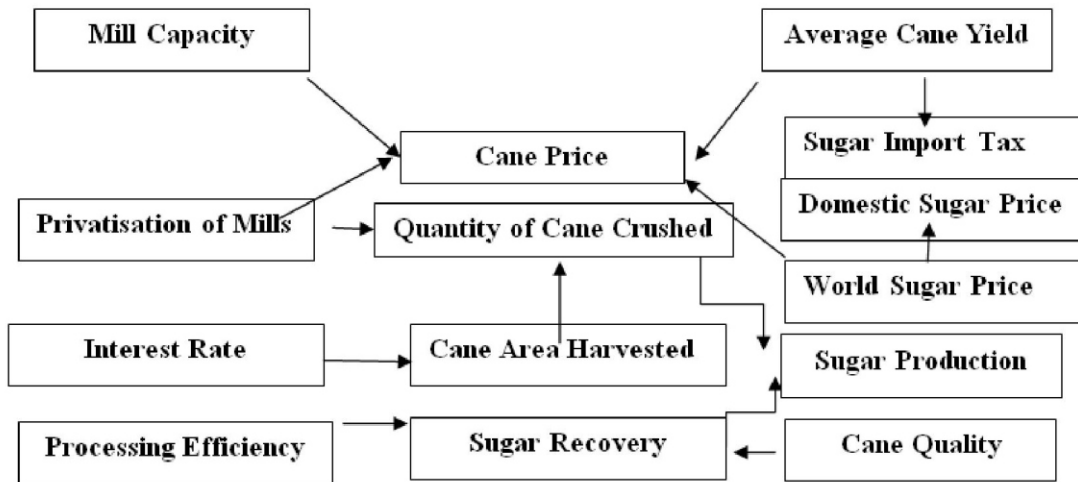 Mill Capacity
Average Cane Yield
Cane Price
Sugar Import Tax
Privatisation of Mills
Quantity of Cane Crushed
Domestic Sugar Price
World Sugar Price
Interest Rate
Cane Area Harvested
Sugar Production
Processing Efficiency
Sugar Recovery
Cane Quality